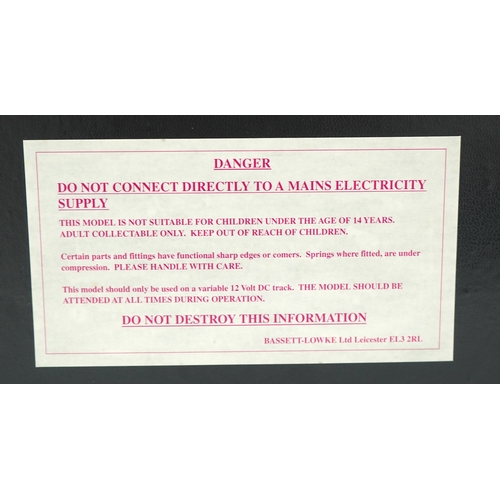 DANGER
DO NOT CONNECT DIRECTLY TO A MAINS ELECTRICITY
SUPPLY
THIS MODEL IS NOT SUITABLE FOR CHILDREN UNDER THE AGE OF 14 YEARS.
ADULT COLLECTABLE ONLY. KEEP OUT OF REACH OF CHILDREN.
Certain parts and fittings have functional sharp edges or corners. Springs where fitted, are under
compression. PLEASE HANDLE WITH CARE.
This model should only be used on a variable 12 Volt DC track. THE MODEL SHOULD BE
ATTENDED AT ALL TIMES DURING OPERATION.
DO NOT DESTROY THIS INFORMATION
BASSETT-LOWKE Ltd Leicester EL3 2RL